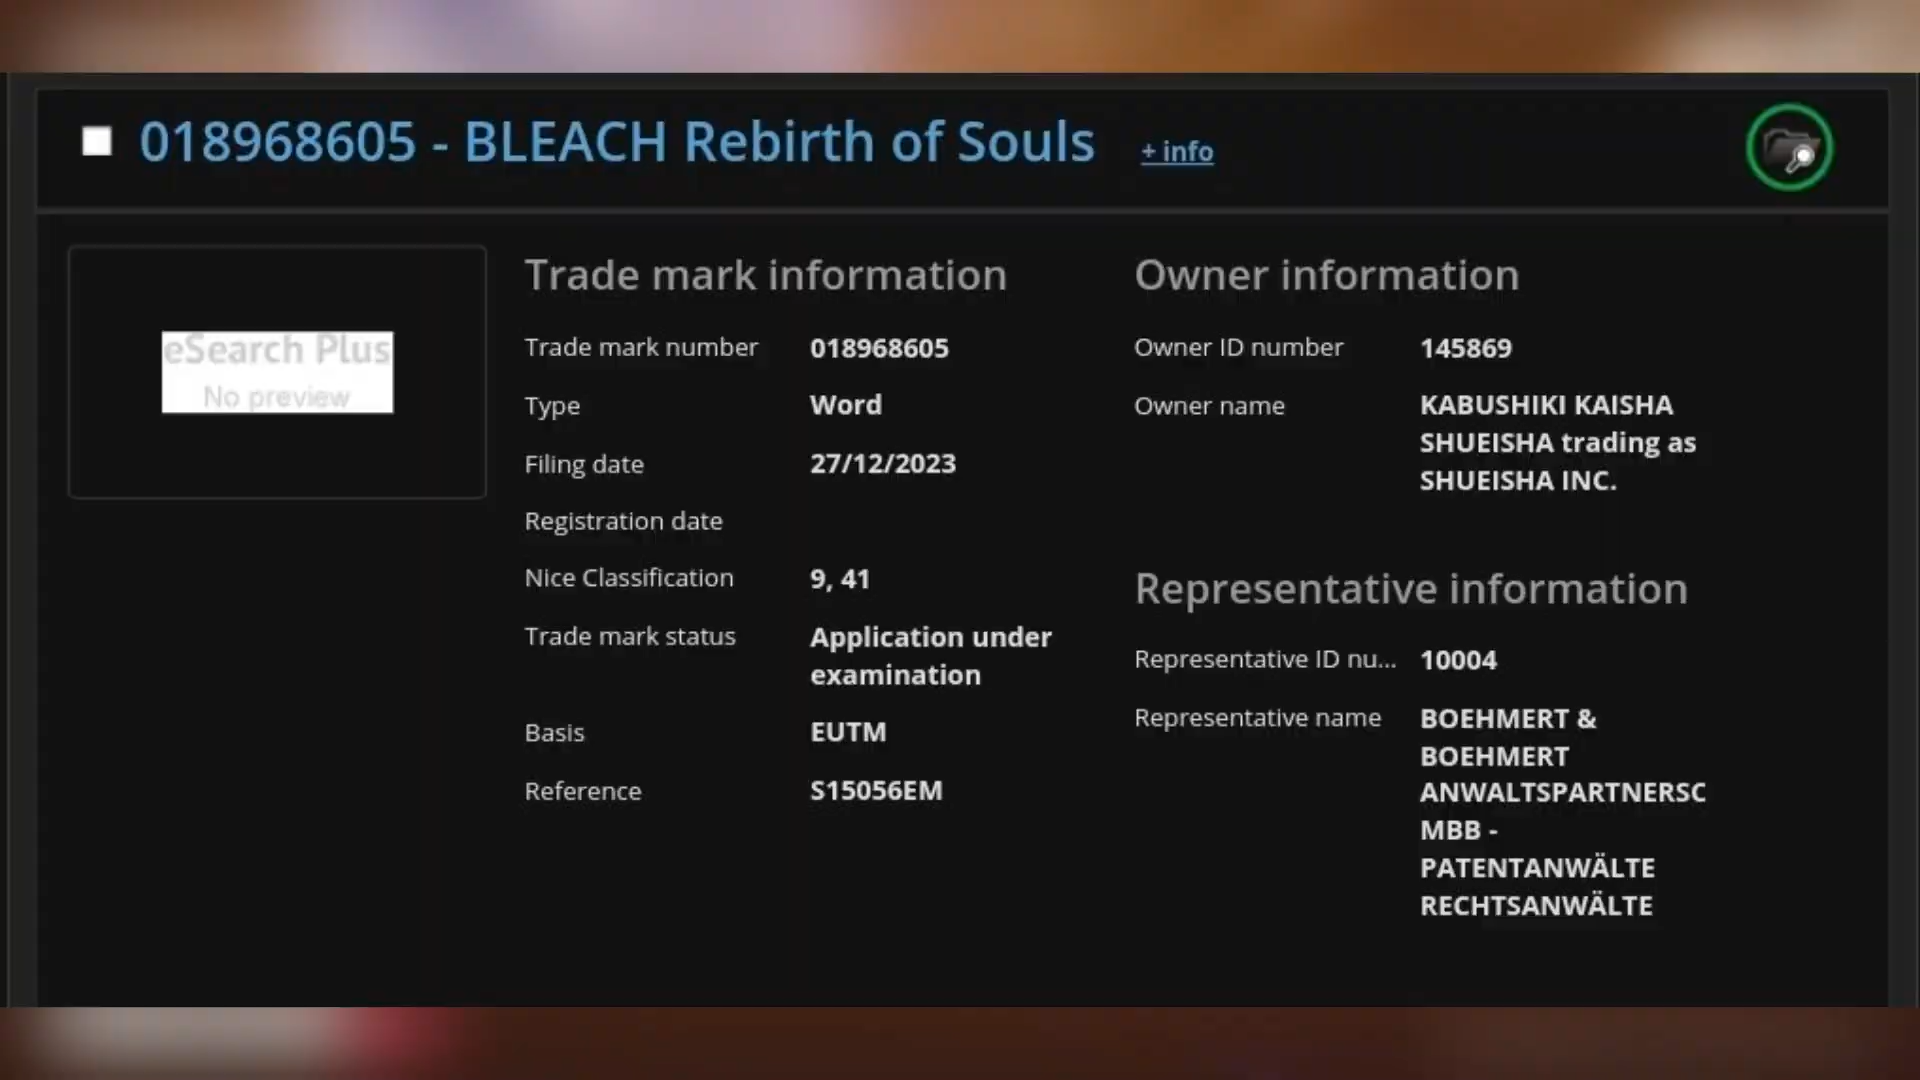 018968605 - BLEACH Rebirth of Souls + info
eSearch Plus
No preview
Trade mark information
Trade mark number 018968605
Type Word
Filing date 27/12/2023
Registration date
Nice Classification 9, 41
Trade mark status Application under
examination
Basis EUTM
Reference S15056EM
Owner information
Owner ID number 145869
Owner name KABUSHIKI KAISHA
SHUEISHA trading as
SHUEISHA INC.
Representative information
Representative ID nu... 10004
Representative name BOEHMERT &
BOEHMERT
ANWALTSPARTNERSC
MBB -
PATENTANWÄLTE
RECHTSANWÄLTE